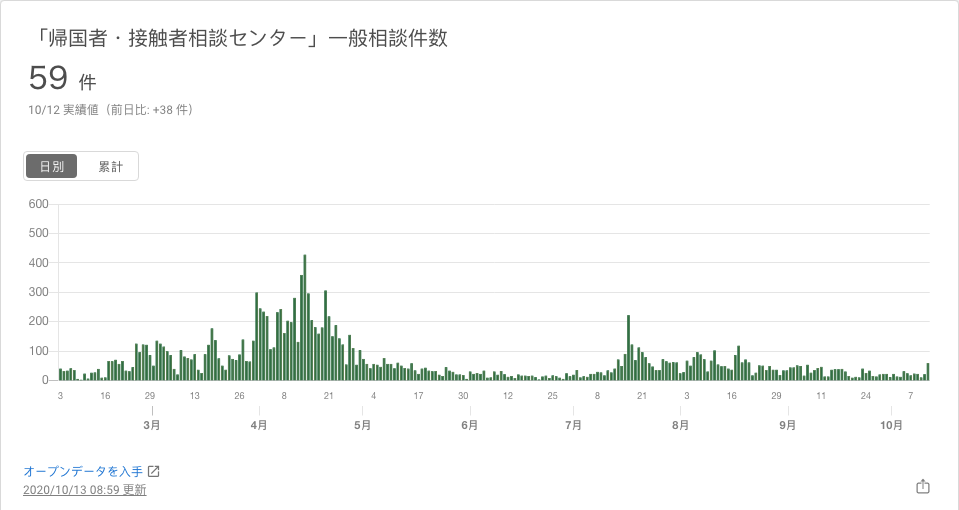 「帰国者・接触者相談センター」一般相談件数
59 件
10/12 実績値（前日比: +38 件）
日別 累計
600
500
400
300
200
100
0
3 16 29 13 26 8 21 4 17 30 12 25 8 21 3 16 29 11 24 7
3月 4月 5月 6月 7月 8月 9月 10月
オープンデータを入手
2020/10/13 08:59 更新